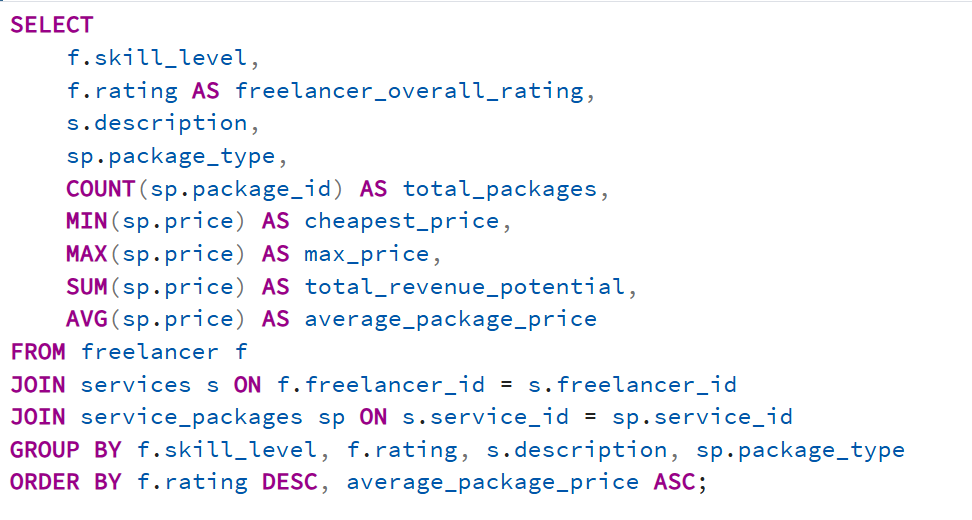 SELECT
    f.skill_level,
    f.rating AS freelancer_overall_rating,
    s.description,
    sp.package_type,
    COUNT(sp.package_id) AS total_packages,
    MIN(sp.price) AS cheapest_price,
    MAX(sp.price) AS max_price,
    SUM(sp.price) AS total_revenue_potential,
    AVG(sp.price) AS average_package_price
FROM freelancer f
JOIN services s ON f.freelancer_id = s.freelancer_id
JOIN service_packages sp ON s.service_id = sp.service_id
GROUP BY f.skill_level, f.rating, s.description, sp.package_type
ORDER BY f.rating DESC, average_package_price ASC;